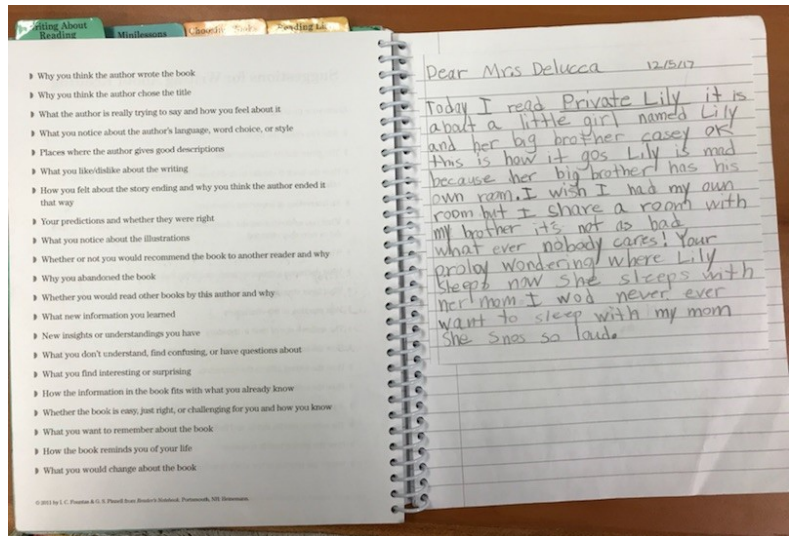 Writing About
Reading
Minilessons
Reading Li
Why you think the author wrote the book
Why you think the author chose the title
What the author is really trying to say and how you feel about it
What you notice about the author's language, word choice, or style
Places where the author gives good descriptions
What you like/dislike about the writing
How you felt about the story ending and why you think the author ended it
that way
Your predictions and whether they were right
What you notice about the illustrations
Whether or not you would recommend the book to another reader and why
Why you abandoned the book
Whether you would read other books by this author and why
What new information you learned
New insights or understandings you have
What you don't understand, find confusing, or have questions about
What you find interesting or surprising
How the information in the book fits with what you already know
Whether the book is easy, just right, or challenging for you and how you know
What you want to remember about the book
How the book reminds you of your life
What you would change about the book
© 2011 by I. C. Fountas & G. S. Pinnell from Reader's Notebook. Portsmouth, NH: Heinemann.
Dear Mrs Delucca 12/5/17
Today I read Private Lily it is
about a little girl named Lily
and her big brother casey ok
this is how it gos Lily is mad
because her big brother has his
own room. I wish I had my own
room but I share a room with
my brother it's not as bad
what ever nobody cares! Your
probly wondering where Lily
sleeps now she sleeps with
her mom I wod never ever
want to sleep with my mom
she snos so loud.